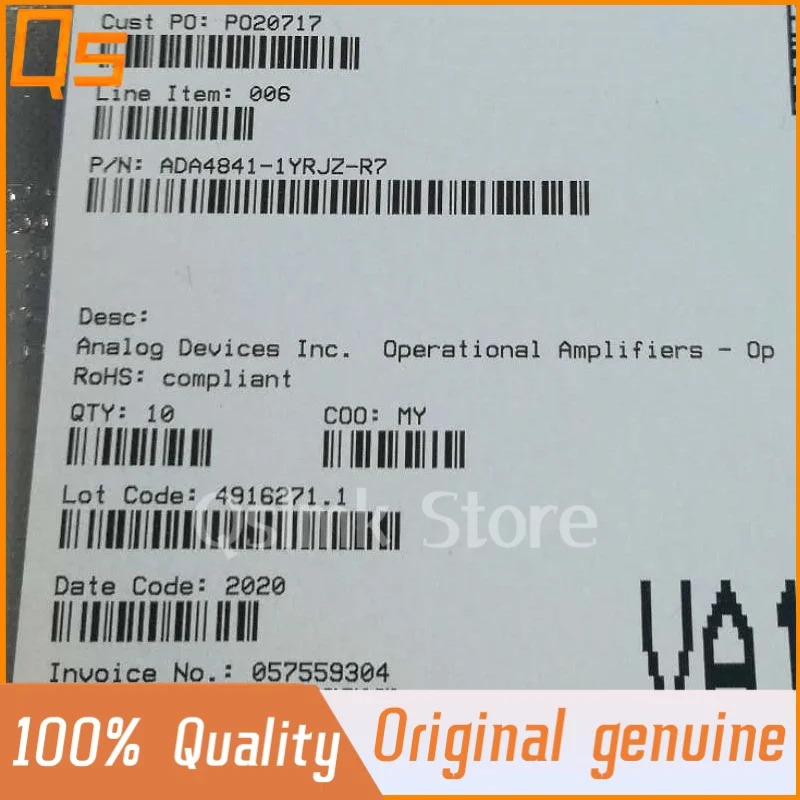 QS
Cust PO: PO20717
Line Item: 006
P/N: ADA4841-1YRJZ-R7
Desc:
Analog Devices Inc. Operational Amplifiers - Op
RoHS: compliant
QTY: 10 COO: MY
Lot Code: 4916271.1
Qsimk Store
Date Code: 2020
VA1
Invoice No.: 057559304
100% Quality Original genuine